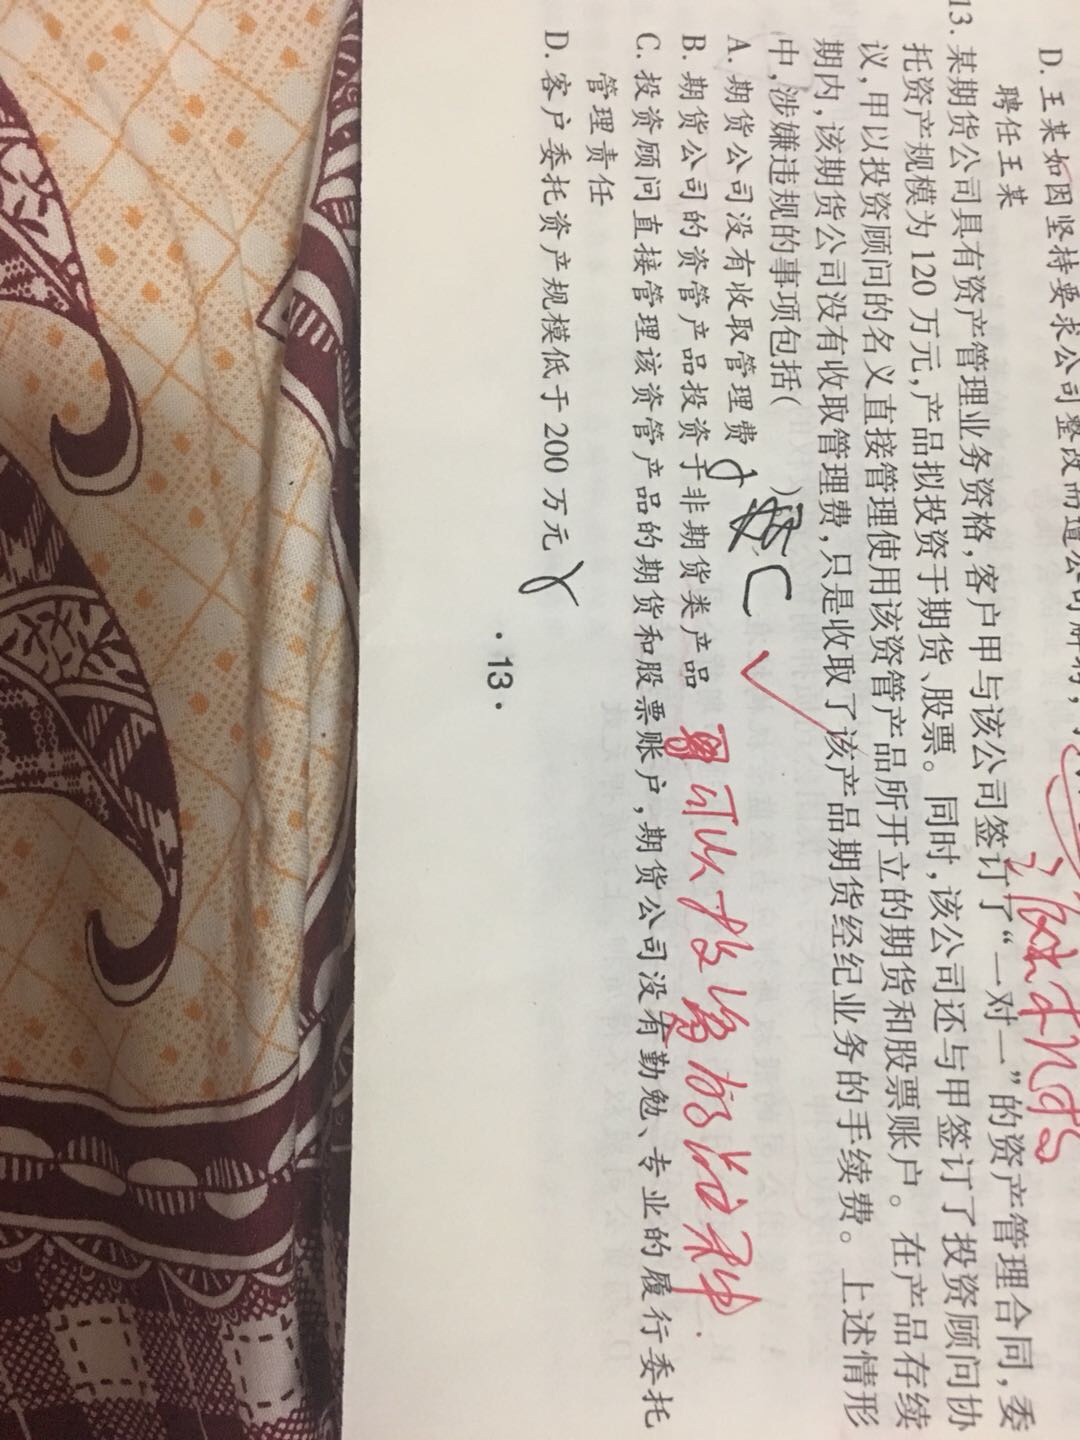 D. 王某如因坚持要求公司整改而遭公司解聘，
聘任王某
13. 某期货公司具有资产管理业务资格，客户甲与该公司签订了“一对一”的资产管理合同，委
托资产规模为 120 万元，产品拟投资于期货、股票。同时，该公司还与甲签订了投资顾问协
议，甲以投资顾问的名义直接管理使用该资管产品所开立的期货和股票账户。在产品存续
期内，该期货公司没有收取管理费，只是收取了该产品期货经纪业务的手续费。上述情形
中，涉嫌违规的事项包括( )
C
A. 期货公司没有收取管理费
B. 期货公司的资管产品投资于非期货类产品
可以投资
C. 投资顾问直接管理该资管产品的期货和股票账户，期货公司没有勤勉、专业的履行委托
管理责任
D. 客户委托资产规模低于 200 万元
·13·